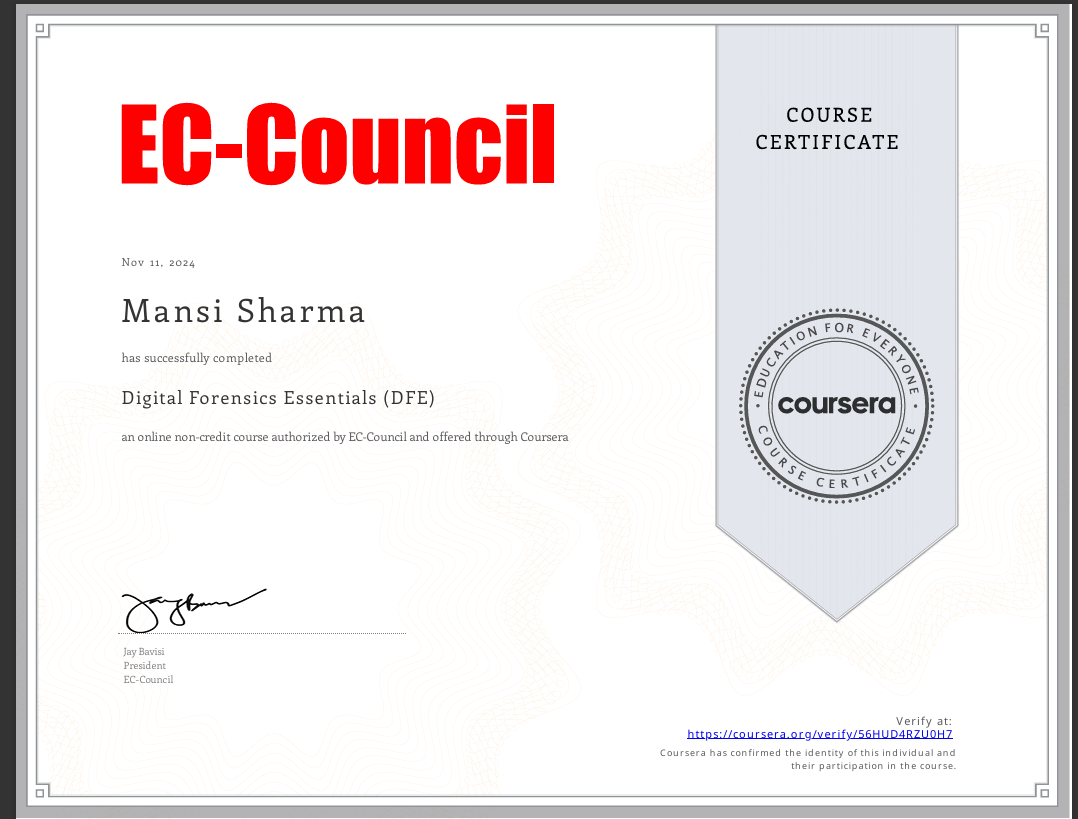 EC-Council
COURSE
CERTIFICATE
Nov 11, 2024
Mansi Sharma
has successfully completed
Digital Forensics Essentials (DFE)
an online non-credit course authorized by EC-Council and offered through Coursera
EDUCATION FOR EVERYONE
coursera
COURSE CERTIFICATE
Jay Bavisi
President
EC-Council
Verify at:
https://coursera.org/verify/56HUD4RZU0H7
Coursera has confirmed the identity of this individual and
their participation in the course.